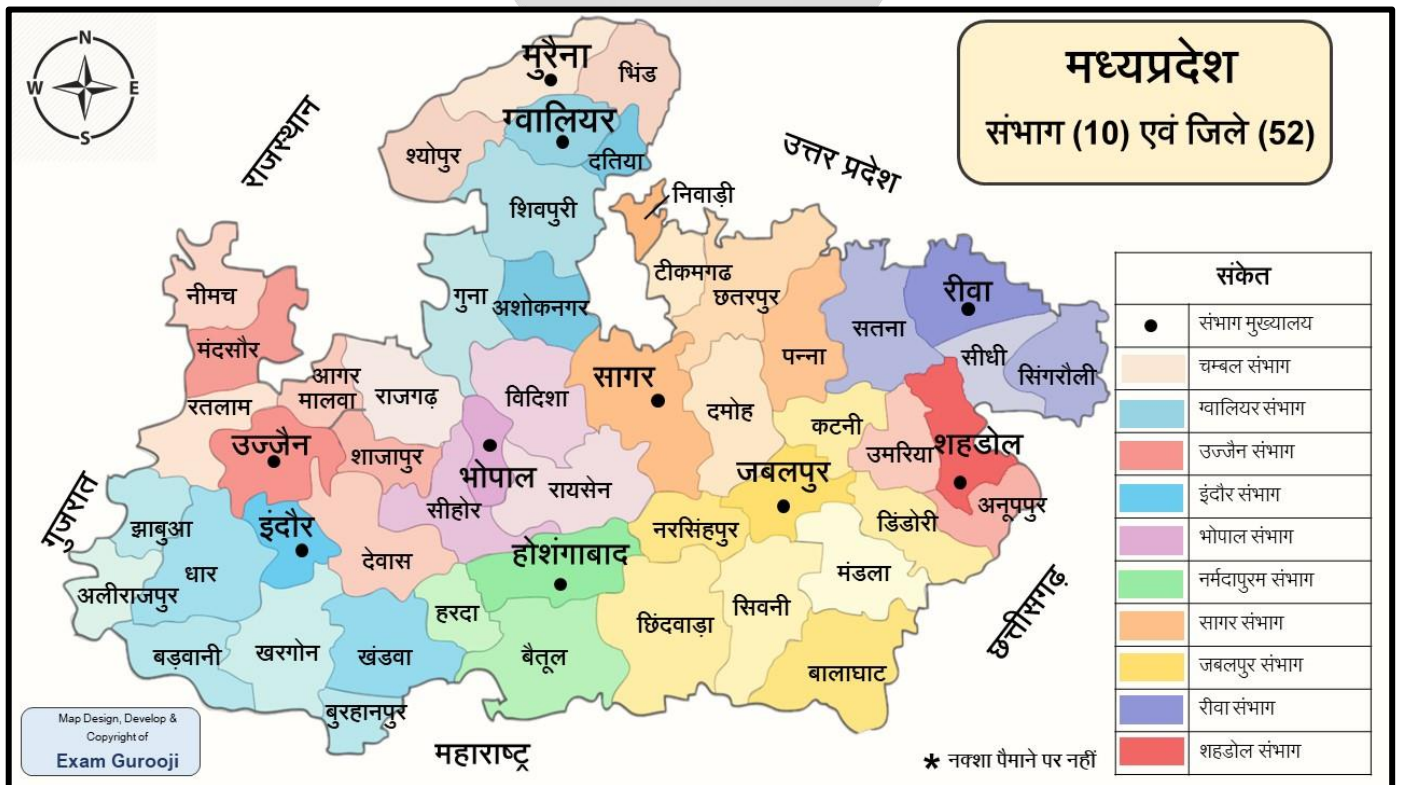 मध्यप्रदेश
संभाग (10) एवं जिले (52)
N
W
E
S
राजस्थान
उत्तर प्रदेश
गुजरात
महाराष्ट्र
छत्तीसगढ़
मुरैना
भिंड
ग्वालियर
श्योपुर
दतिया
शिवपुरी
निवाड़ी
टीकमगढ
छतरपुर
गुना
अशोकनगर
नीमच
मंदसौर
रतलाम
आगर
मालवा
राजगढ़
विदिशा
सागर
दमोह
पन्ना
सतना
रीवा
सीधी
सिंगरौली
उज्जैन
शाजापुर
भोपाल
सीहोर
रायसेन
कटनी
जबलपुर
उमरिया
शहडोल
अनूपपुर
डिंडोरी
झाबुआ
इंदौर
देवास
होशंगाबाद
नरसिंहपुर
मंडला
धार
अलीराजपुर
बड़वानी
खरगोन
खंडवा
बुरहानपुर
हरदा
बैतूल
छिंदवाड़ा
सिवनी
बालाघाट
संकेत
संभाग मुख्यालय
चम्बल संभाग
ग्वालियर संभाग
उज्जैन संभाग
इंदौर संभाग
भोपाल संभाग
नर्मदापुरम संभाग
सागर संभाग
जबलपुर संभाग
रीवा संभाग
शहडोल संभाग
Map Design, Develop &
Copyright of
Exam Gurooji
* नक्शा पैमाने पर नहीं